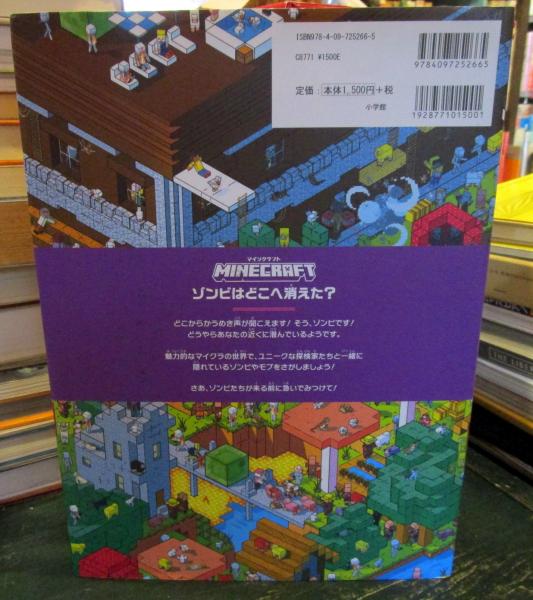 ISBN978-4-09-725266-5
C8771 ¥1500E
定価：本体1,500円+税
小学館
9784097252665
1928771015001
マインクラフト
MINECRAFT
ゾンビはどこへ消えた？
どこからかうめき声が聞こえます！そう、ゾンビです！
どうやらあなたの近くに潜んでいるようです。
魅力的なマイクラの世界で、ユニークな探検家たちと一緒に
隠れているゾンビやモブをさがしましょう！
さあ、ゾンビたちが来る前に急いでみつけて！